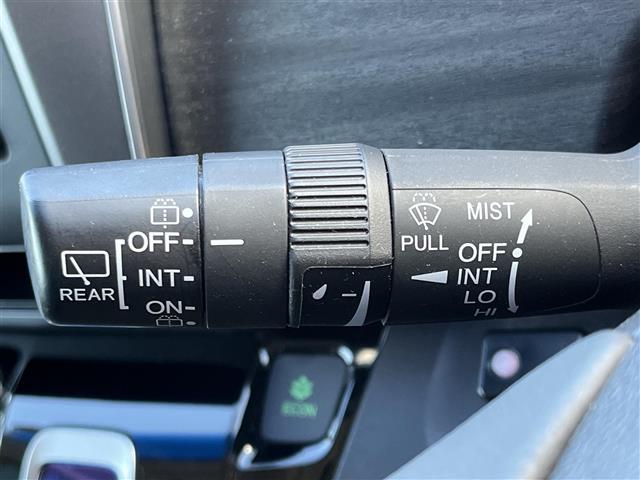 OFF
INT
REAR
ON
PULL
MIST
OFF
INT
LO
HI
ECON